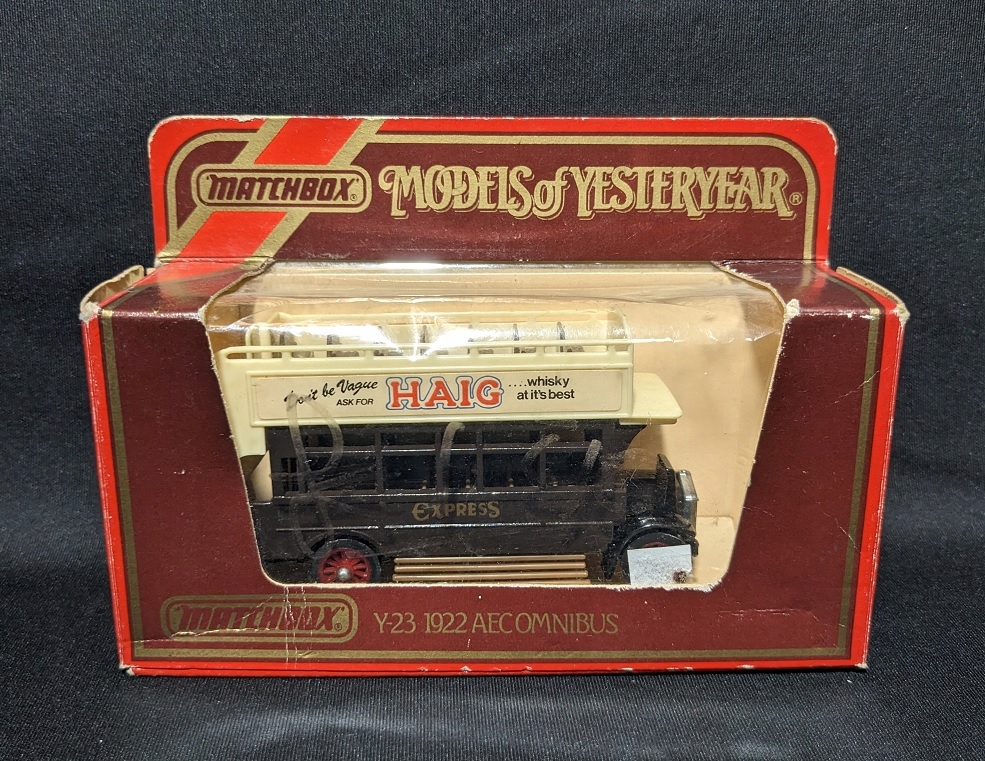 MATCHBOX® MODELS of YESTERYEAR®
Don't be Vague
ASK FOR
HAIG
....whisky
at it's best
EXPRESS
MATCHBOX® Y-23 1922 AEC OMNIBUS